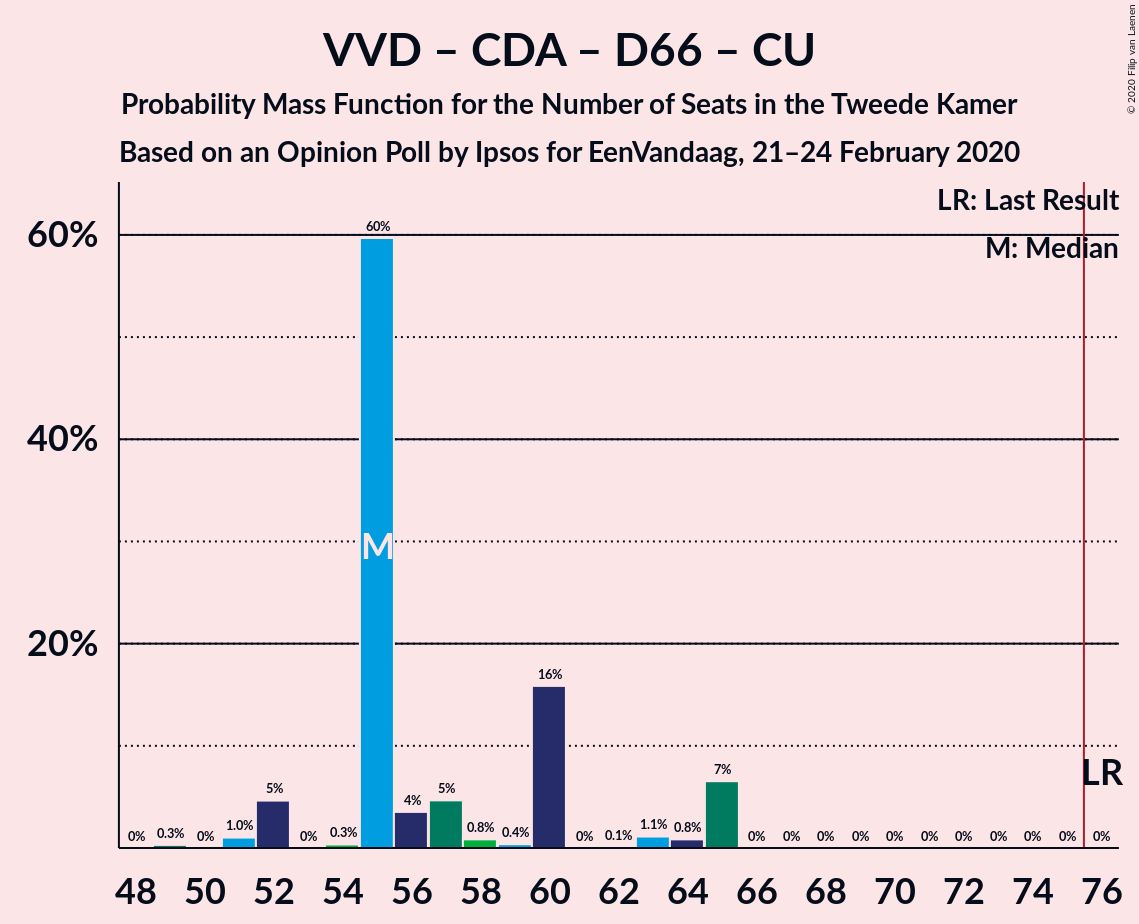 VVD – CDA – D66 – CU
Probability Mass Function for the Number of Seats in the Tweede Kamer
Based on an Opinion Poll by Ipsos for EenVandaag, 21–24 February 2020
© 2020 Filip van Laenen
LR: Last Result
M: Median
60%
40%
20%
0% 0.3% 0% 1.0% 5% 0% 0.3% 60% 4% 5% 0.8% 0.4% 16% 0% 0.1% 1.1% 0.8% 7% 0% 0% 0% 0% 0% 0% 0% 0% 0% 0% 0%
M
LR
48 50 52 54 56 58 60 62 64 66 68 70 72 74 76